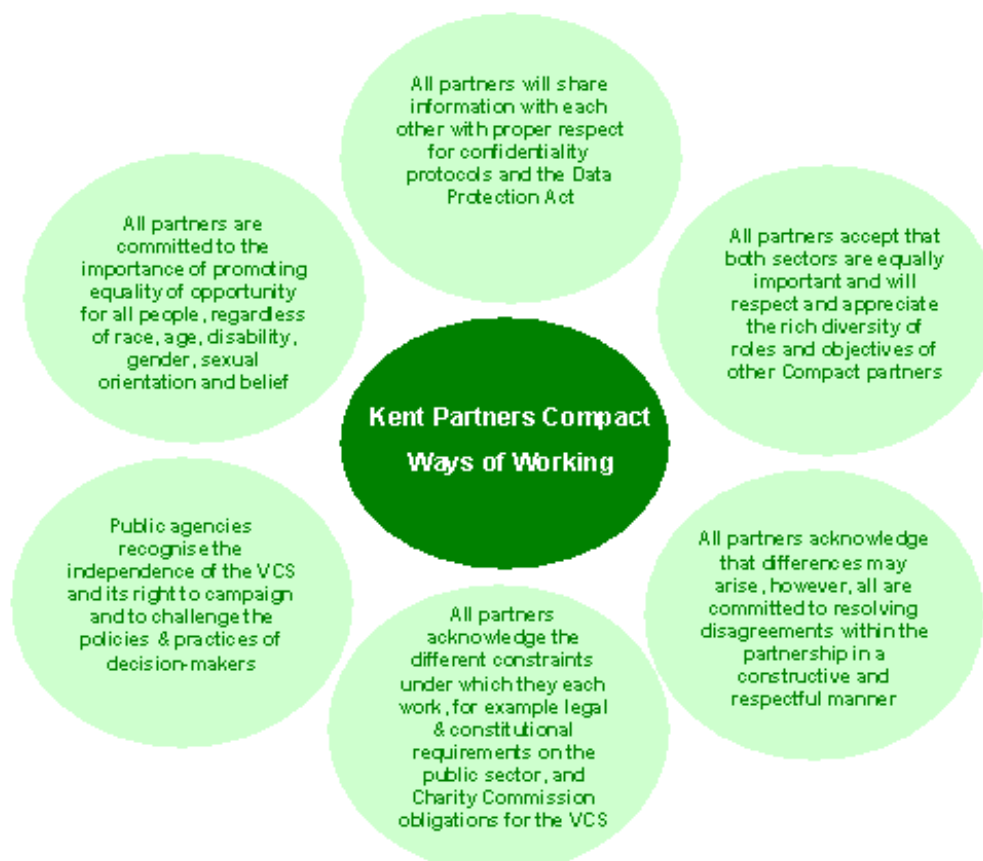 All partners will share
information with each
other with proper respect
for confidentiality
protocols and the Data
Protection Act
All partners are
committed to the
importance of promoting
equality of opportunity
for all people, regardless
of race, age, disability,
gender, sexual
orientation and belief
All partners accept that
both sectors are equally
important and will
respect and appreciate
the rich diversity of
roles and objectives of
other Compact partners
Kent Partners Compact
Ways of Working
Public agencies
recognise the
independence of the VCS
and its right to campaign
and to challenge the
policies & practices of
decision-makers
All partners acknowledge
that differences may
arise, however, all are
committed to resolving
disagreements within the
partnership in a
constructive and
respectful manner
All partners
acknowledge the
different constraints
under which they each
work, for example legal
& constitutional
requirements on the
public sector, and
Charity Commission
obligations for the VCS